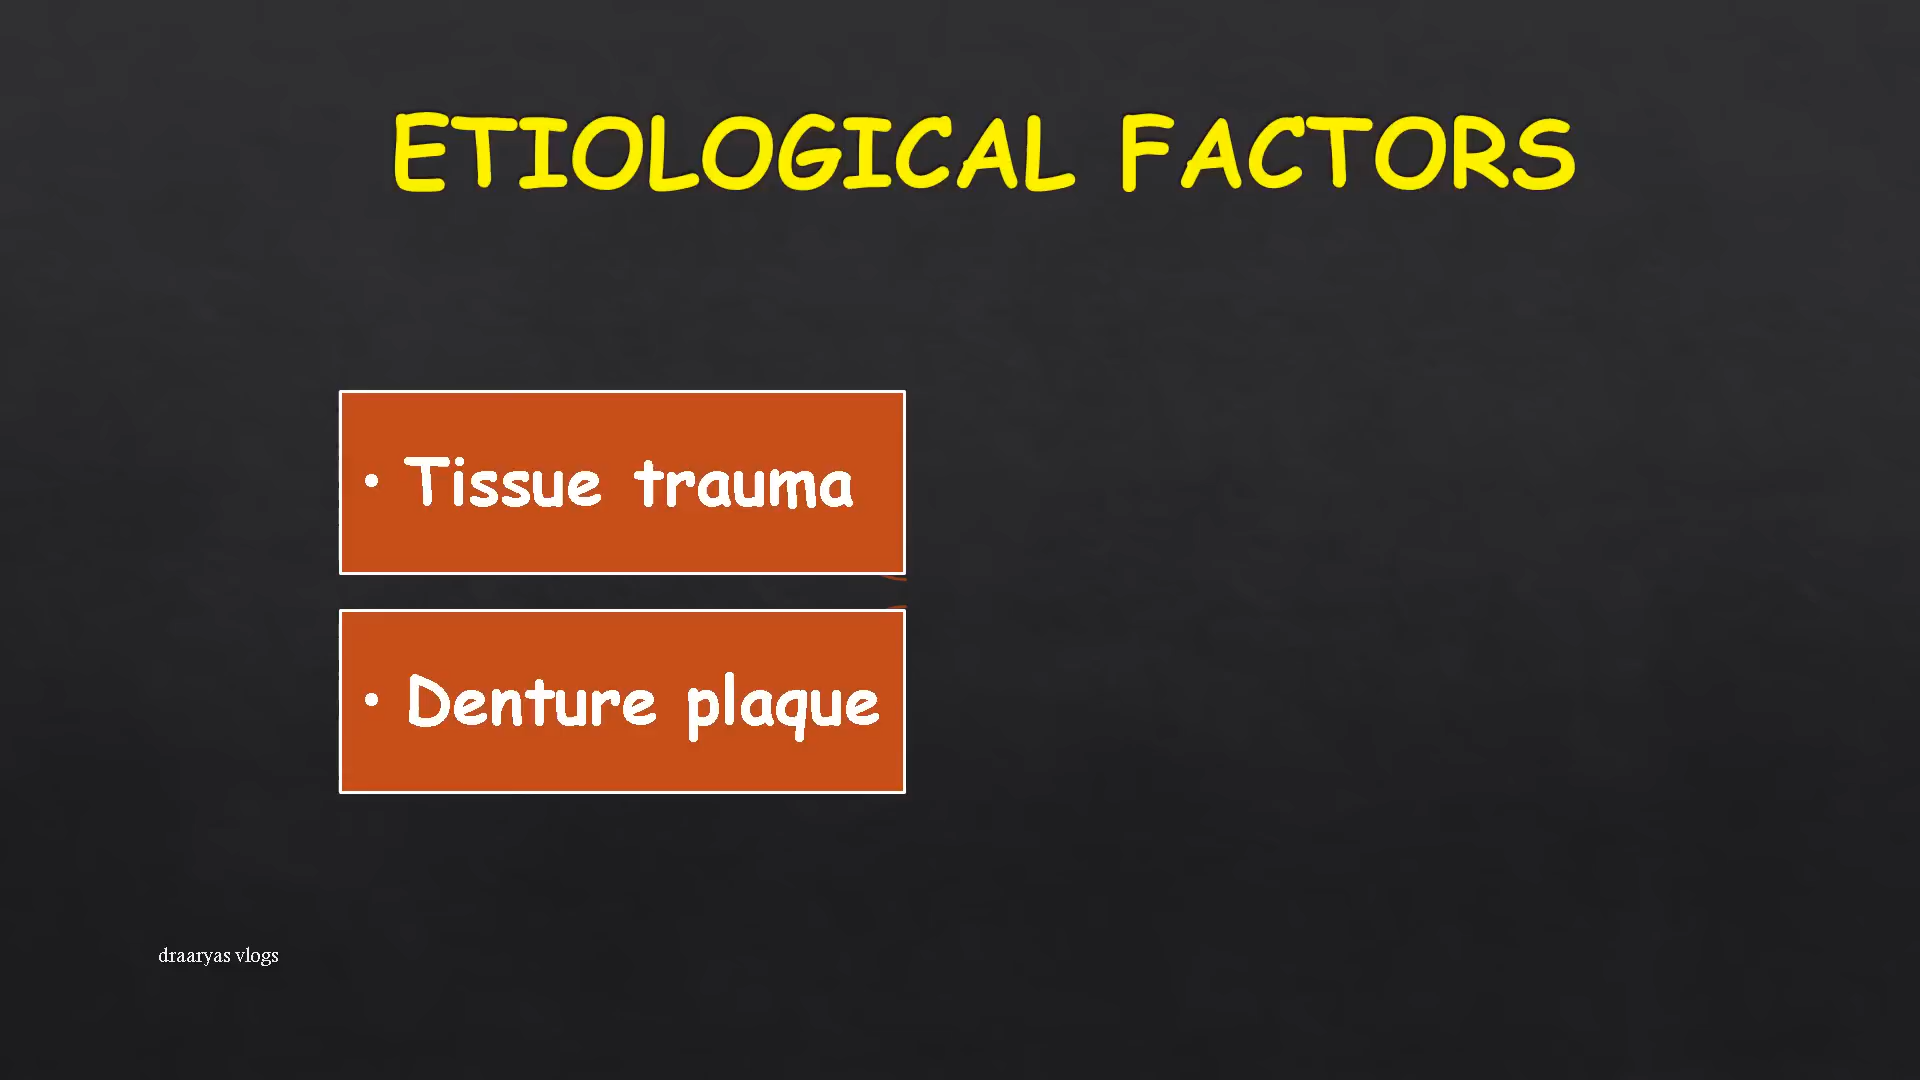 ETIOLOGICAL FACTORS
• Tissue trauma
• Denture plaque
draaryas vlogs